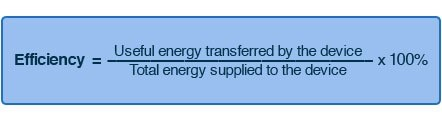 Useful energy transferred by the device
Efficiency = x 100%
Total energy supplied to the device